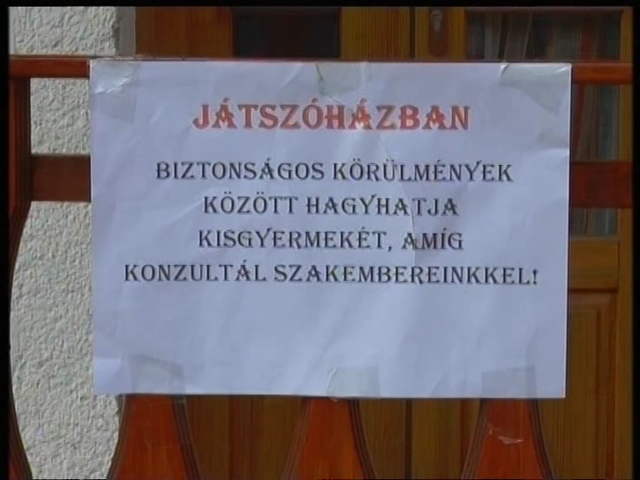 JÁTSZÓHÁZBAN
BIZTONSÁGOS KÖRÜLMÉNYEK
KÖZÖTT HAGYHATJA
KISGYERMEKÉT, AMÍG
KONZULTÁL SZAKEMBEREINKKEL!